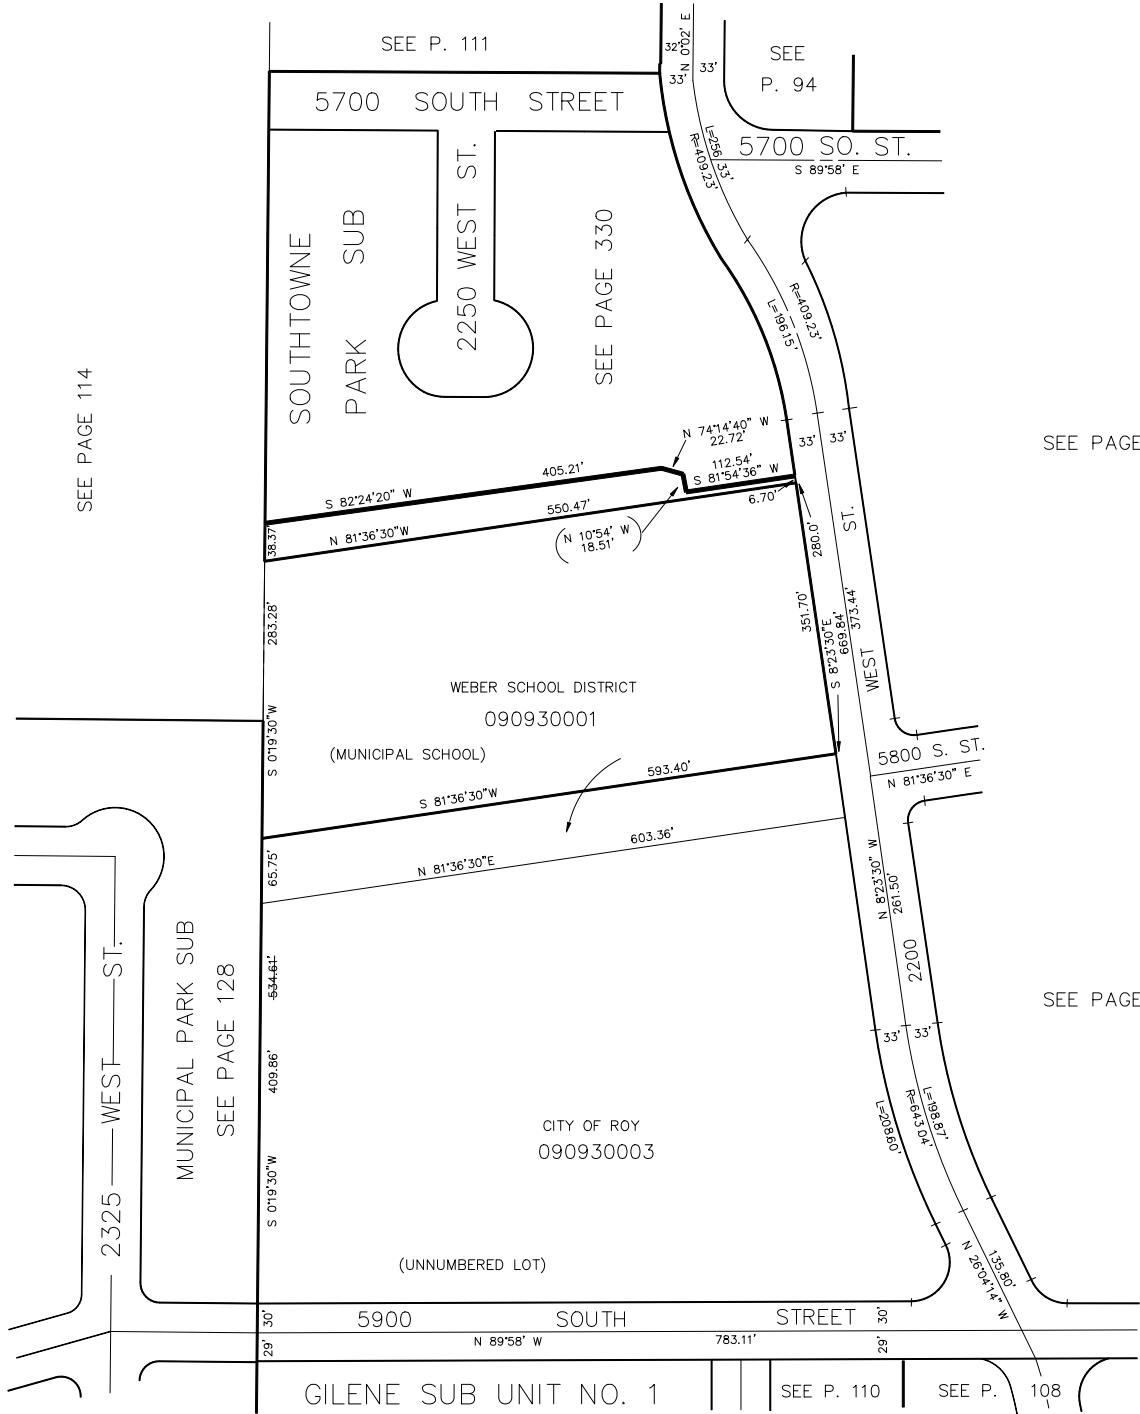 SEE P. 111
32'
N 0°02' E
33'
33'
SEE
P. 94
5700 SOUTH STREET
5700 SO. ST.
S 89°58' E
L=256.33'
R=409.23'
2250 WEST ST.
SOUTHTOWNE
PARK SUB
SEE PAGE 330
R=409.23'
L=196.15'
SEE PAGE 114
33'
33'
SEE PAGE
N 74°14'40" W
22.72'
405.21'
112.54'
S 81°54'36" W
S 82°24'20" W
6.70'
550.47'
N 81°36'30"W
(N 10°54' W
18.51')
38.37'
280.0'
ST.
283.28'
351.70'
S 8°23'30"E
669.84'
373.44'
WEST
WEBER SCHOOL DISTRICT
090930001
S 0°19'30"W
(MUNICIPAL SCHOOL)
5800 S. ST.
N 81°36'30" E
593.40'
S 81°36'30"W
603.36'
N 81°36'30"E
65.75'
N 8°23'30" W
261.50'
2200
534.61'
2325 WEST ST.
MUNICIPAL PARK SUB
SEE PAGE 128
SEE PAGE
33'
33'
409.86'
L=198.87'
R=643.04'
L=208.60'
CITY OF ROY
090930003
S 0°19'30"W
135.80'
N 26°04'14" W
(UNNUMBERED LOT)
30'
5900 SOUTH STREET
30'
29'
N 89°58' W
783.11'
29'
GILENE SUB UNIT NO. 1
SEE P. 110
SEE P. 108